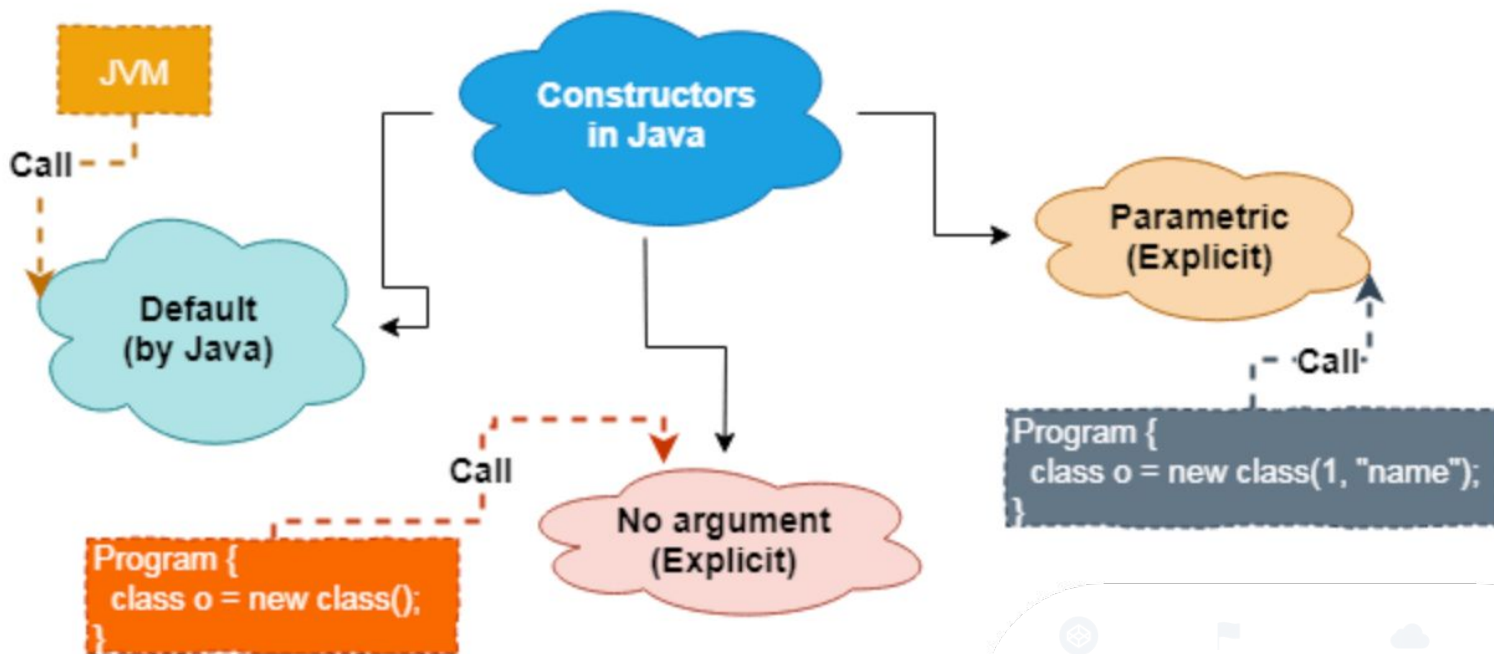 JVM
Constructors
in Java
Call
Parametric
(Explicit)
Default
(by Java)
Call
Program {
class o = new class(1, "name");
}
Call
No argument
(Explicit)
Program {
class o = new class();
}